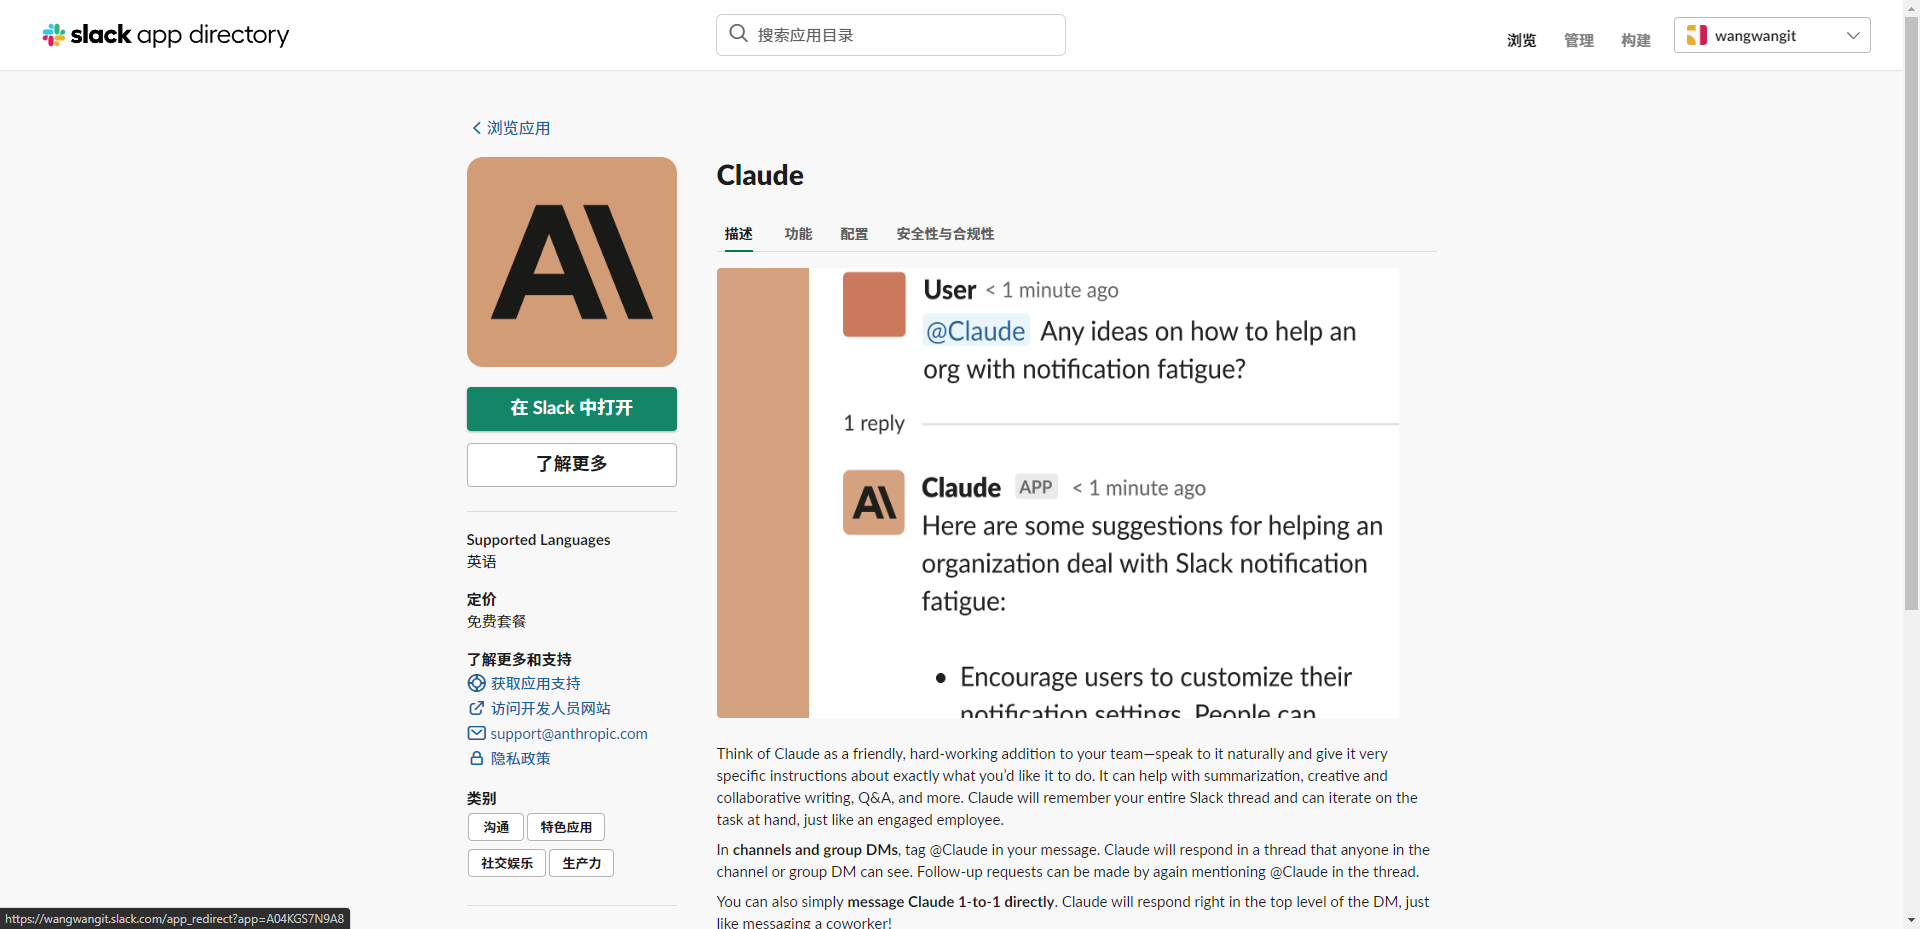 slack app directory
搜索应用目录
浏览
管理
构建
wangwangit
浏览应用
Claude
描述
功能
配置
安全性与合规性
在 Slack 中打开
了解更多
Supported Languages
英语
定价
免费套餐
了解更多和支持
获取应用支持
访问开发人员网站
support@anthropic.com
隐私政策
类别
沟通
特色应用
社交娱乐
生产力
User < 1 minute ago
@Claude Any ideas on how to help an
org with notification fatigue?
1 reply
Claude APP < 1 minute ago
Here are some suggestions for helping an
organization deal with Slack notification
fatigue:
• Encourage users to customize their
notification settings. People can
Think of Claude as a friendly, hard-working addition to your team—speak to it naturally and give it very
specific instructions about exactly what you’d like it to do. It can help with summarization, creative and
collaborative writing, Q&A, and more. Claude will remember your entire Slack thread and can iterate on the
task at hand, just like an engaged employee.
In channels and group DMs, tag @Claude in your message. Claude will respond in a thread that anyone in the
channel or group DM can see. Follow-up requests can be made by again mentioning @Claude in the thread.
You can also simply message Claude 1-to-1 directly. Claude will respond right in the top level of the DM, just
like messaging a coworker!
https://wangwangit.slack.com/app_redirect?app=A04KGS7N9A8